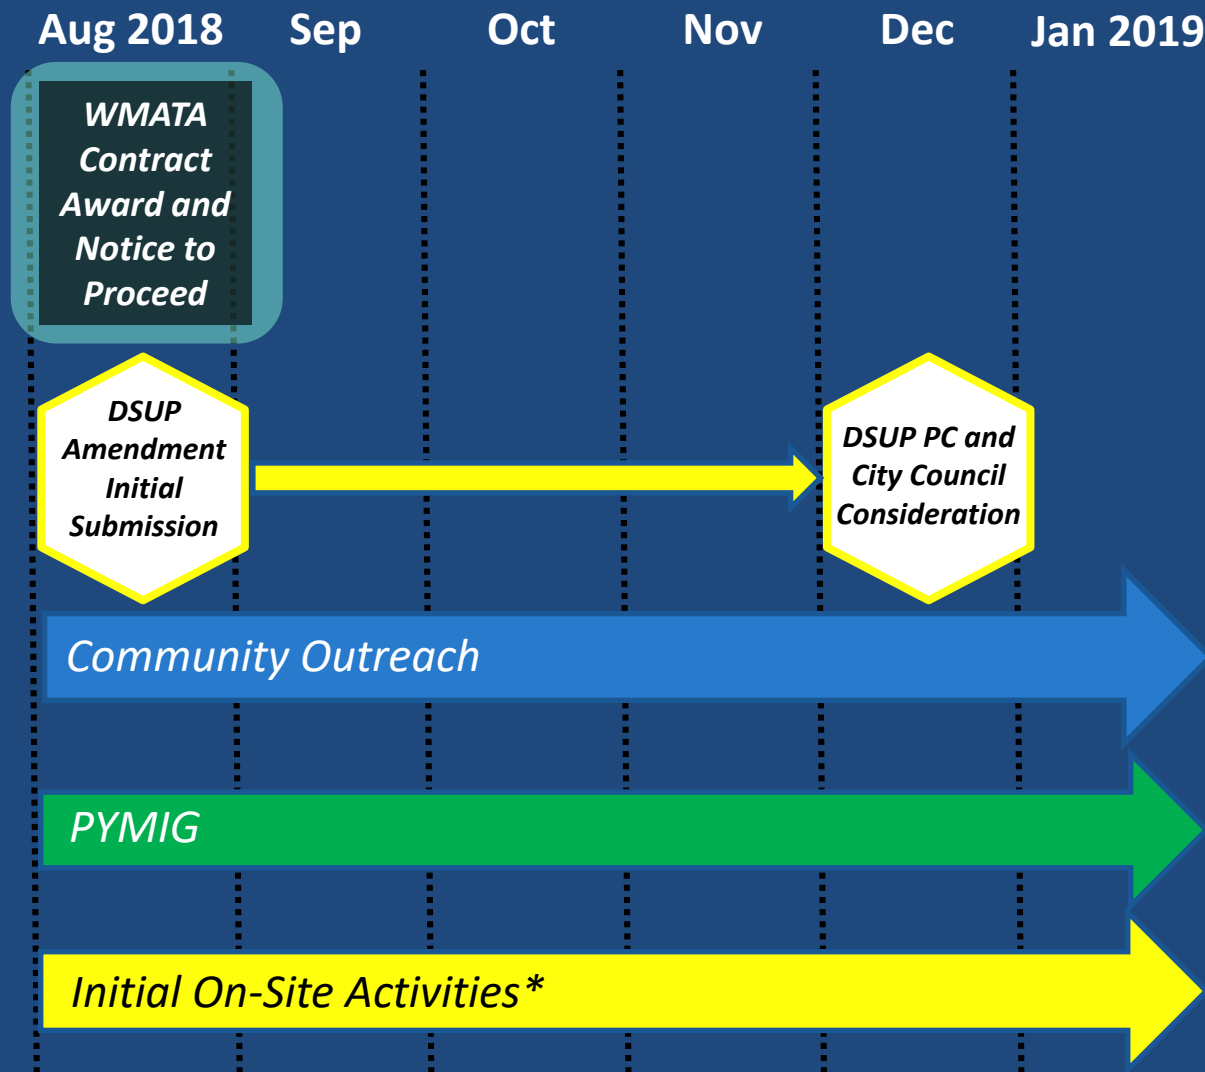 Aug 2018 Sep Oct Nov Dec Jan 2019
WMATA
Contract
Award and
Notice to
Proceed
DSUP
Amendment
Initial
Submission
DSUP PC and
City Council
Consideration
Community Outreach
PYMIG
Initial On-Site Activities*